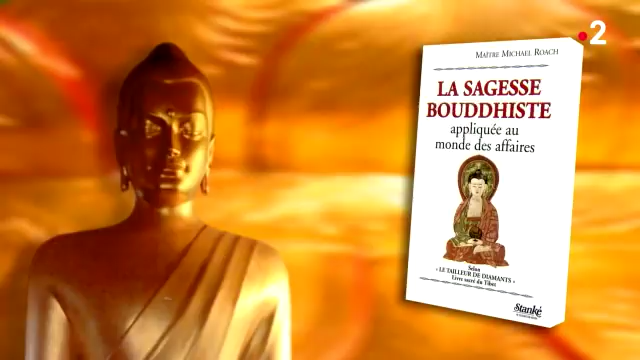 2
MAÎTRE MICHAEL ROACH
LA SAGESSE
BOUDDHISTE
appliquée au
monde des affaires
Selon
« LE TAILLEUR DE DIAMANTS »
Livre sacré du Tibet
Stanké